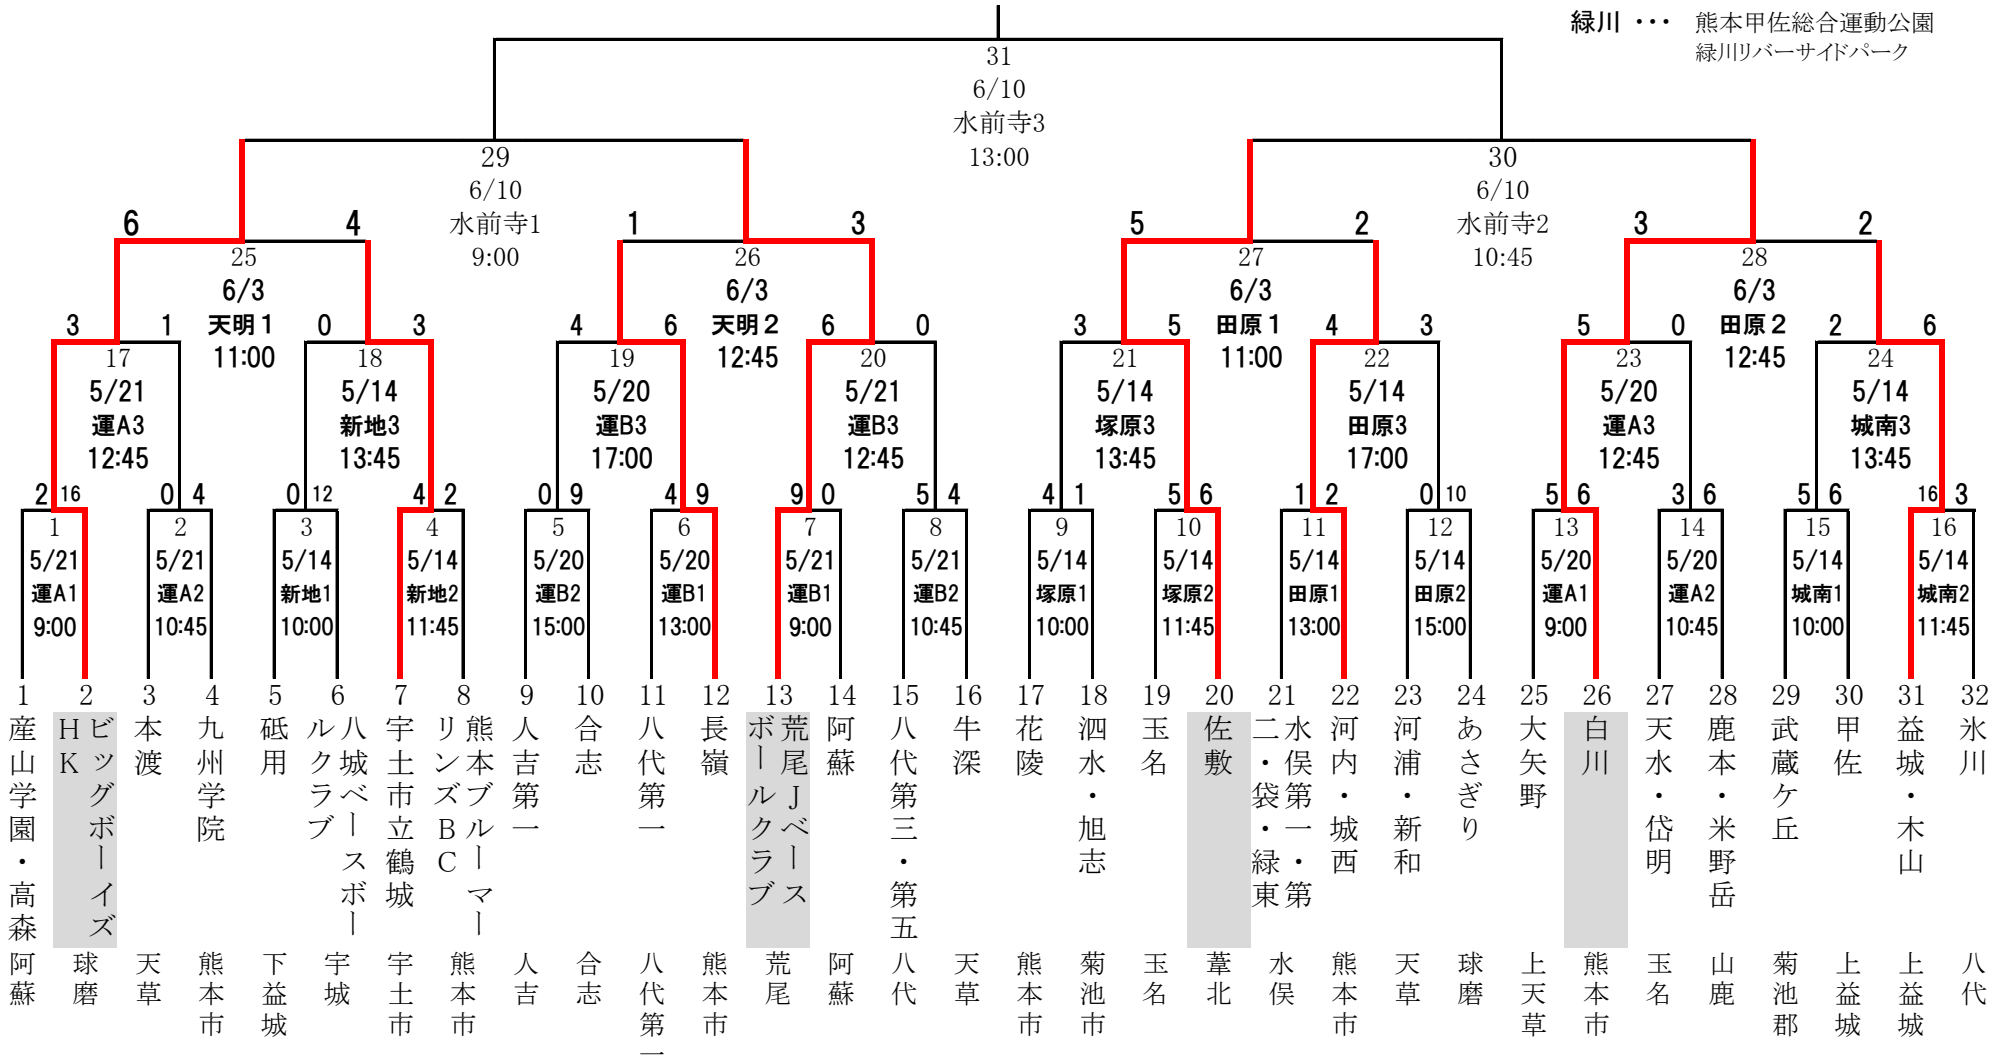 緑川 ・・・ 熊本甲佐総合運動公園
緑川リバーサイドパーク
31
6/10
水前寺3
13:00
29
6/10
水前寺1
9:00
30
6/10
水前寺2
10:45
6 4 1 3 5 2 3 2
25 26 27 28
6/3 6/3 6/3 6/3
天明1 天明2 田原1 田原2
11:00 12:45 11:00 12:45
3 1 0 3 4 6 6 0 3 5 4 3 5 0 2 6
17 18 19 20 21 22 23 24
5/21 5/14 5/20 5/21 5/14 5/14 5/20 5/14
運A3 新地3 運B3 運B3 塚原3 田原3 運A3 城南3
12:45 13:45 17:00 12:45 13:45 17:00 12:45 13:45
2 16 0 4 0 12 4 2 0 9 4 9 9 0 5 4 4 1 5 6 1 2 0 10 5 6 3 6 5 6 16 3
1 2 3 4 5 6 7 8 9 10 11 12 13 14 15 16
5/21 5/21 5/14 5/14 5/20 5/20 5/21 5/21 5/14 5/14 5/14 5/14 5/20 5/20 5/14 5/14
運A1 運A2 新地1 新地2 運B2 運B1 運B1 運B2 塚原1 塚原2 田原1 田原2 運A1 運A2 城南1 城南2
9:00 10:45 10:00 11:45 15:00 13:00 9:00 10:45 10:00 11:45 13:00 15:00 9:00 10:45 10:00 11:45
1 2 3 4 5 6 7 8 9 10 11 12 13 14 15 16 17 18 19 20 21 22 23 24 25 26 27 28 29 30 31 32
産山学園・高森
ビッグボーイズ
HK
本渡
九州学院
砥用
八城ベースボー
ルクラブ
宇土市立鶴城
熊本ブルーマー
リンズBC
人吉第一
合志
八代第一
長嶺
荒尾Jベース
ボールクラブ
阿蘇
八代第三・第五
牛深
花陵
泗水・旭志
玉名
佐敷
水俣第一・第
二・袋・緑東
河内・城西
河浦・新和
あさぎり
大矢野
白川
天水・岱明
鹿本・米野岳
武蔵ケ丘
甲佐
益城・木山
氷川
阿蘇
球磨
天草
熊本市
下益城
宇城
宇土市
熊本市
人吉
合志
八代第一
熊本市
荒尾
阿蘇
八代
天草
熊本市
菊池市
玉名
葦北
水俣
熊本市
天草
球磨
上天草
熊本市
玉名
山鹿
菊池郡
上益城
上益城
八代